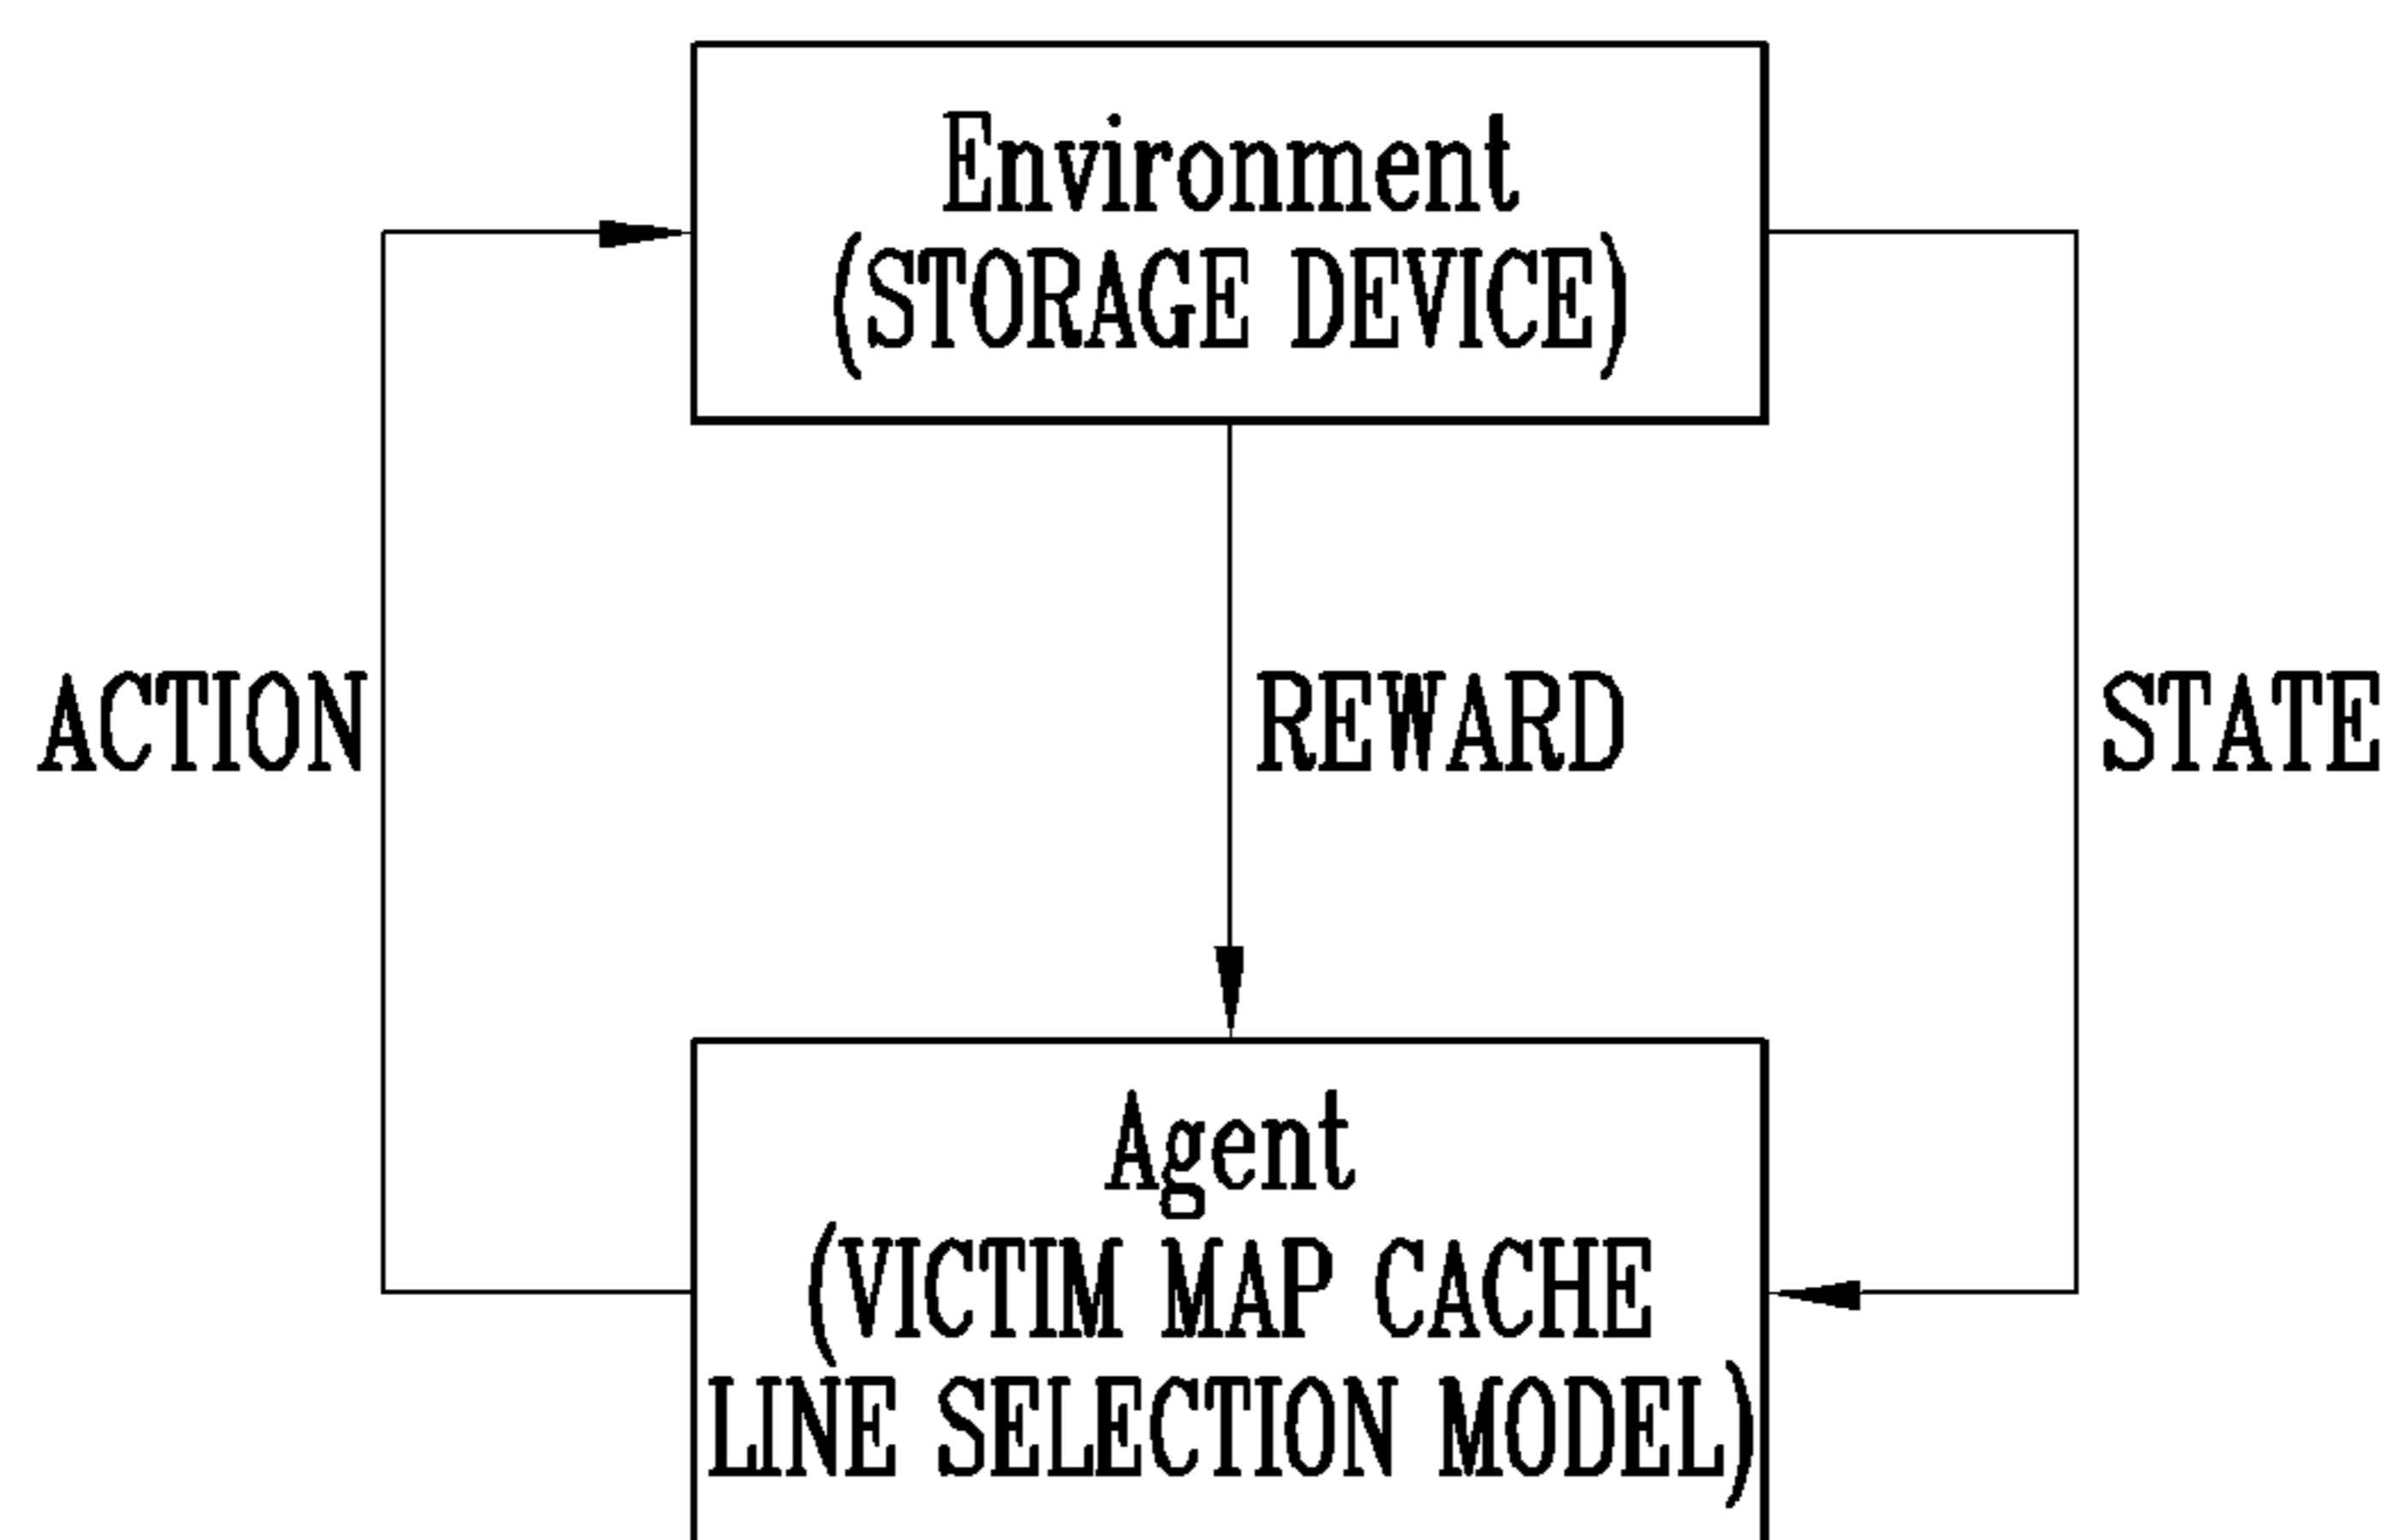 Environment
(STORAGE DEVICE)
ACTION
REWARD
STATE
Agent
(VICTIM MAP CACHE
LINE SELECTION MODEL)